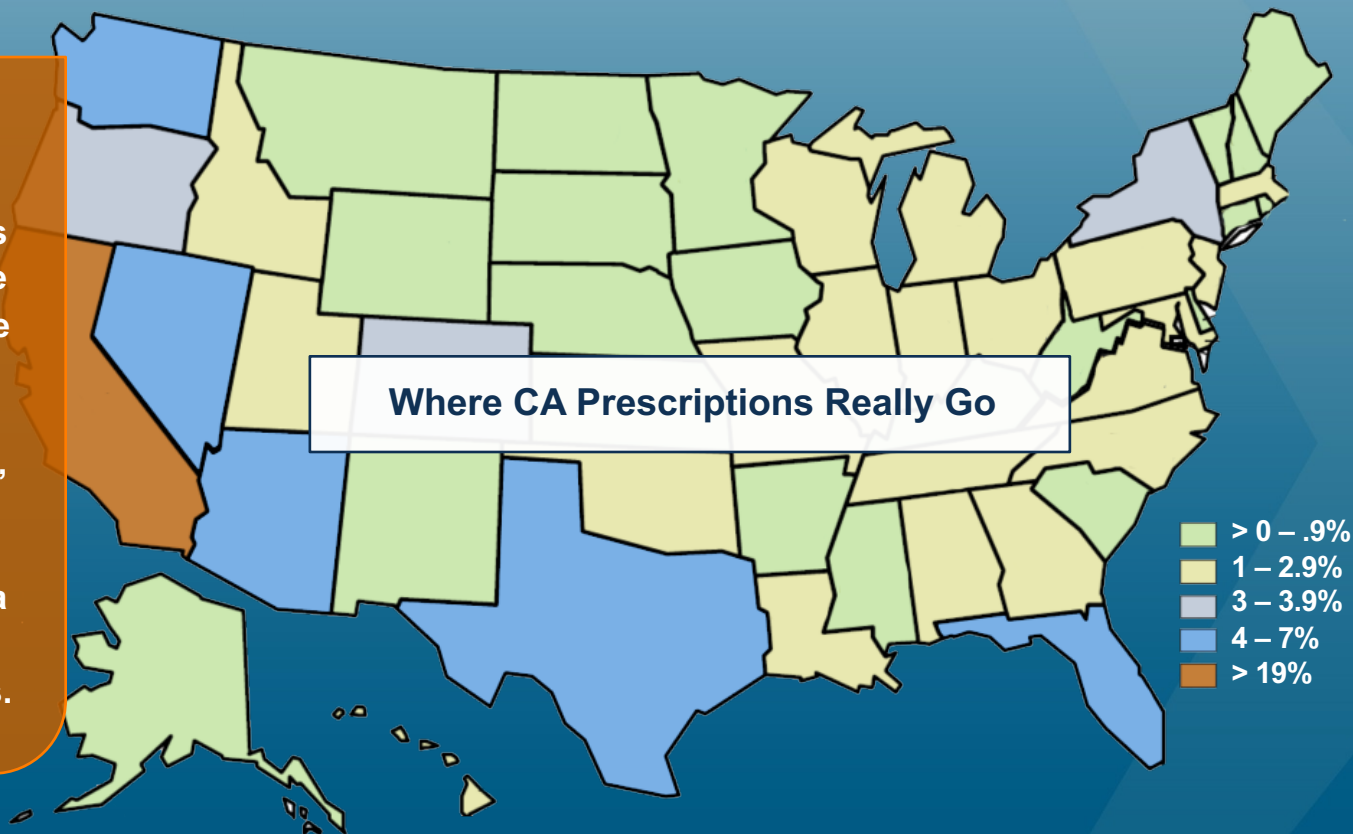 s
e
e
,
a
s.
Where CA Prescriptions Really Go
> 0 – .9%
1 – 2.9%
3 – 3.9%
4 – 7%
> 19%